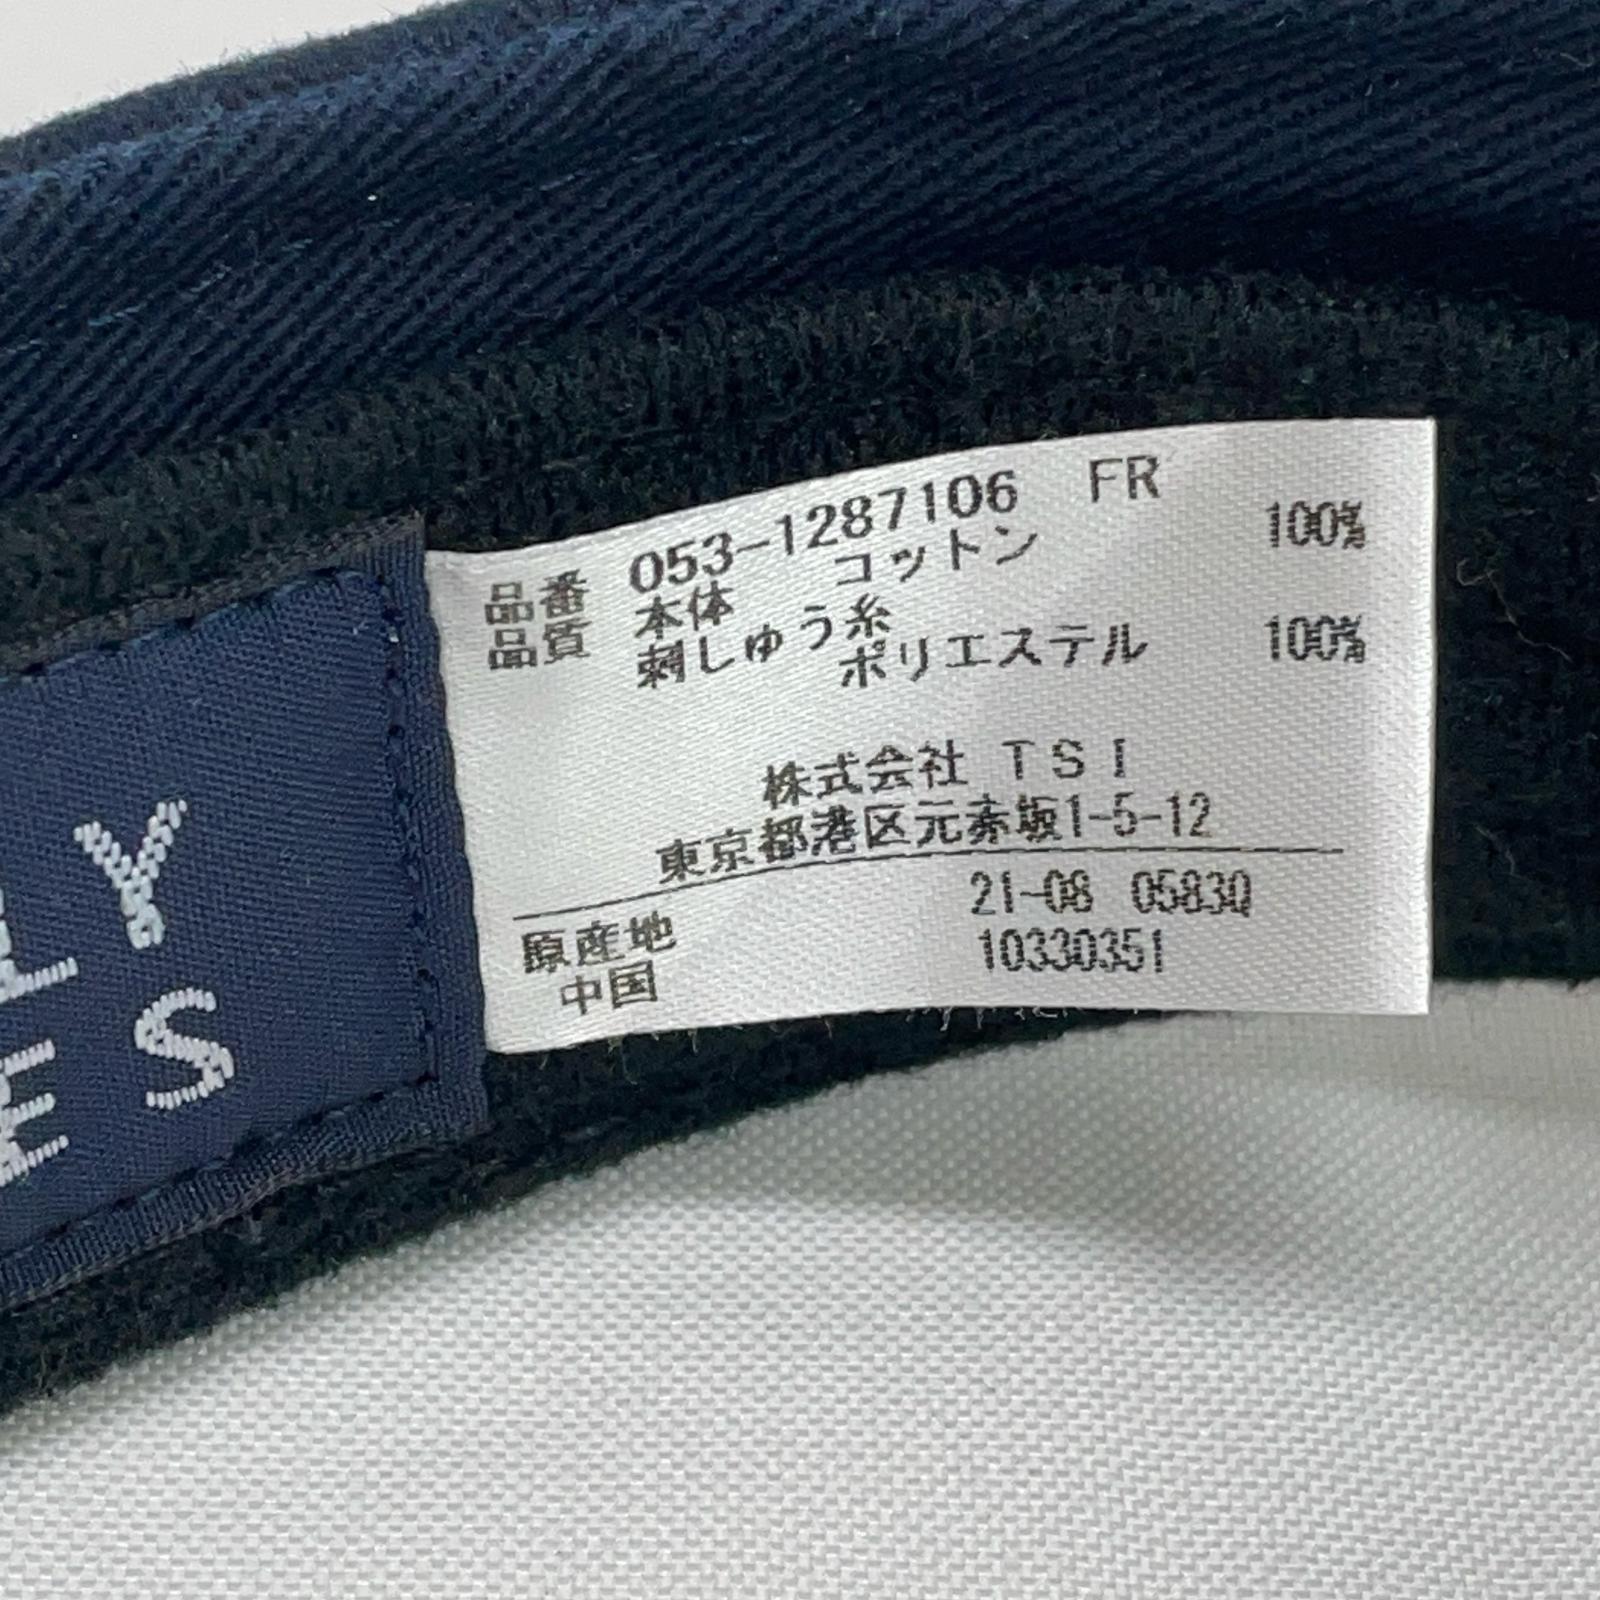 品番 053-1287106 FR
品質 本体 コットン 100%
刺しゅう糸
ポリエステル 100%
株式会社 TSI
東京都港区元赤坂1-5-12
21-08 0583Q
原産地 10330351
中国
Y
E S